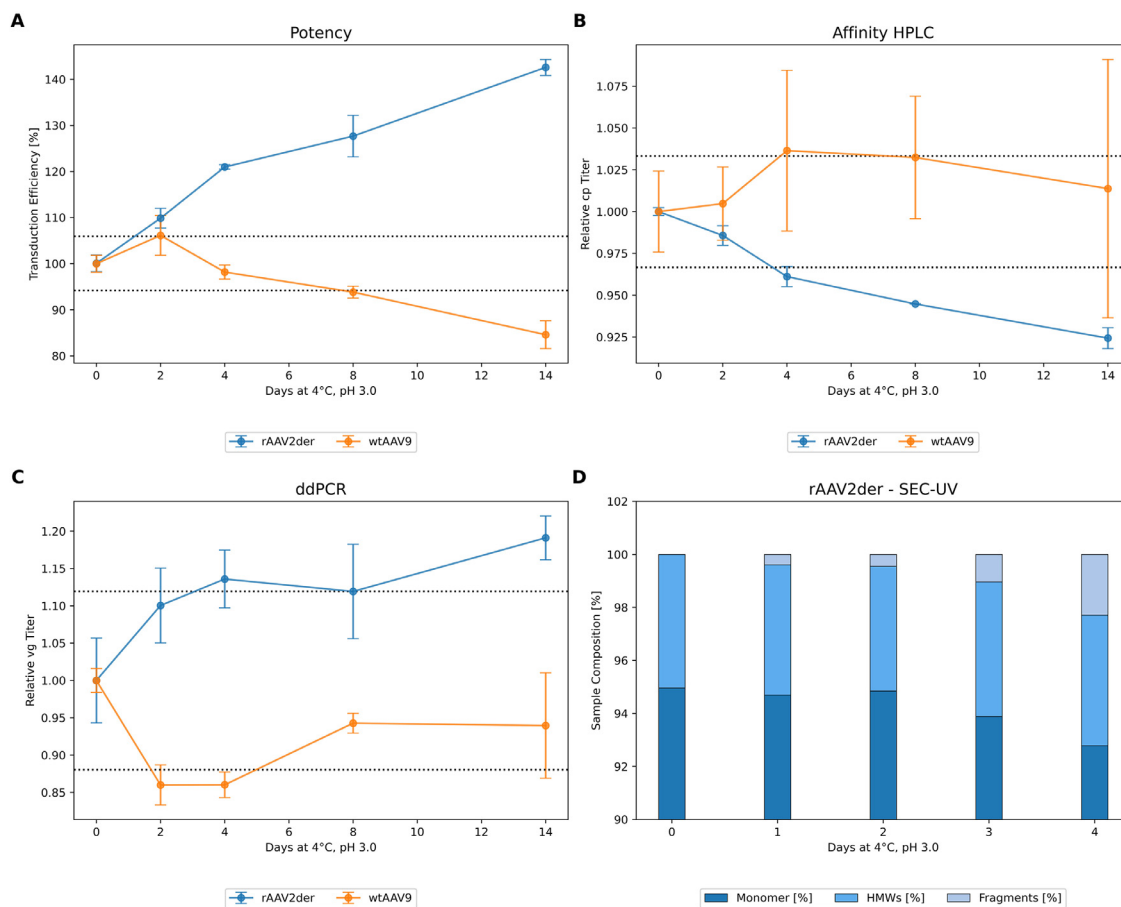 A
Potency
Transduction Efficiency [%]
140
130
120
110
100
90
80
0 2 4 6 8 10 12 14
Days at 4°C, pH 3.0
rAAV2der wtAAV9
B
Affinity HPLC
Relative cp Titer
1.075
1.050
1.025
1.000
0.975
0.950
0.925
0 2 4 6 8 10 12 14
Days at 4°C, pH 3.0
rAAV2der wtAAV9
C
ddPCR
Relative vg Titer
1.20
1.15
1.10
1.05
1.00
0.95
0.90
0.85
0 2 4 6 8 10 12 14
Days at 4°C, pH 3.0
rAAV2der wtAAV9
D
rAAV2der - SEC-UV
Sample Composition [%]
102
100
98
96
94
92
90
0 1 2 3 4
Days at 4°C, pH 3.0
Monomer [%] HMWs [%] Fragments [%]